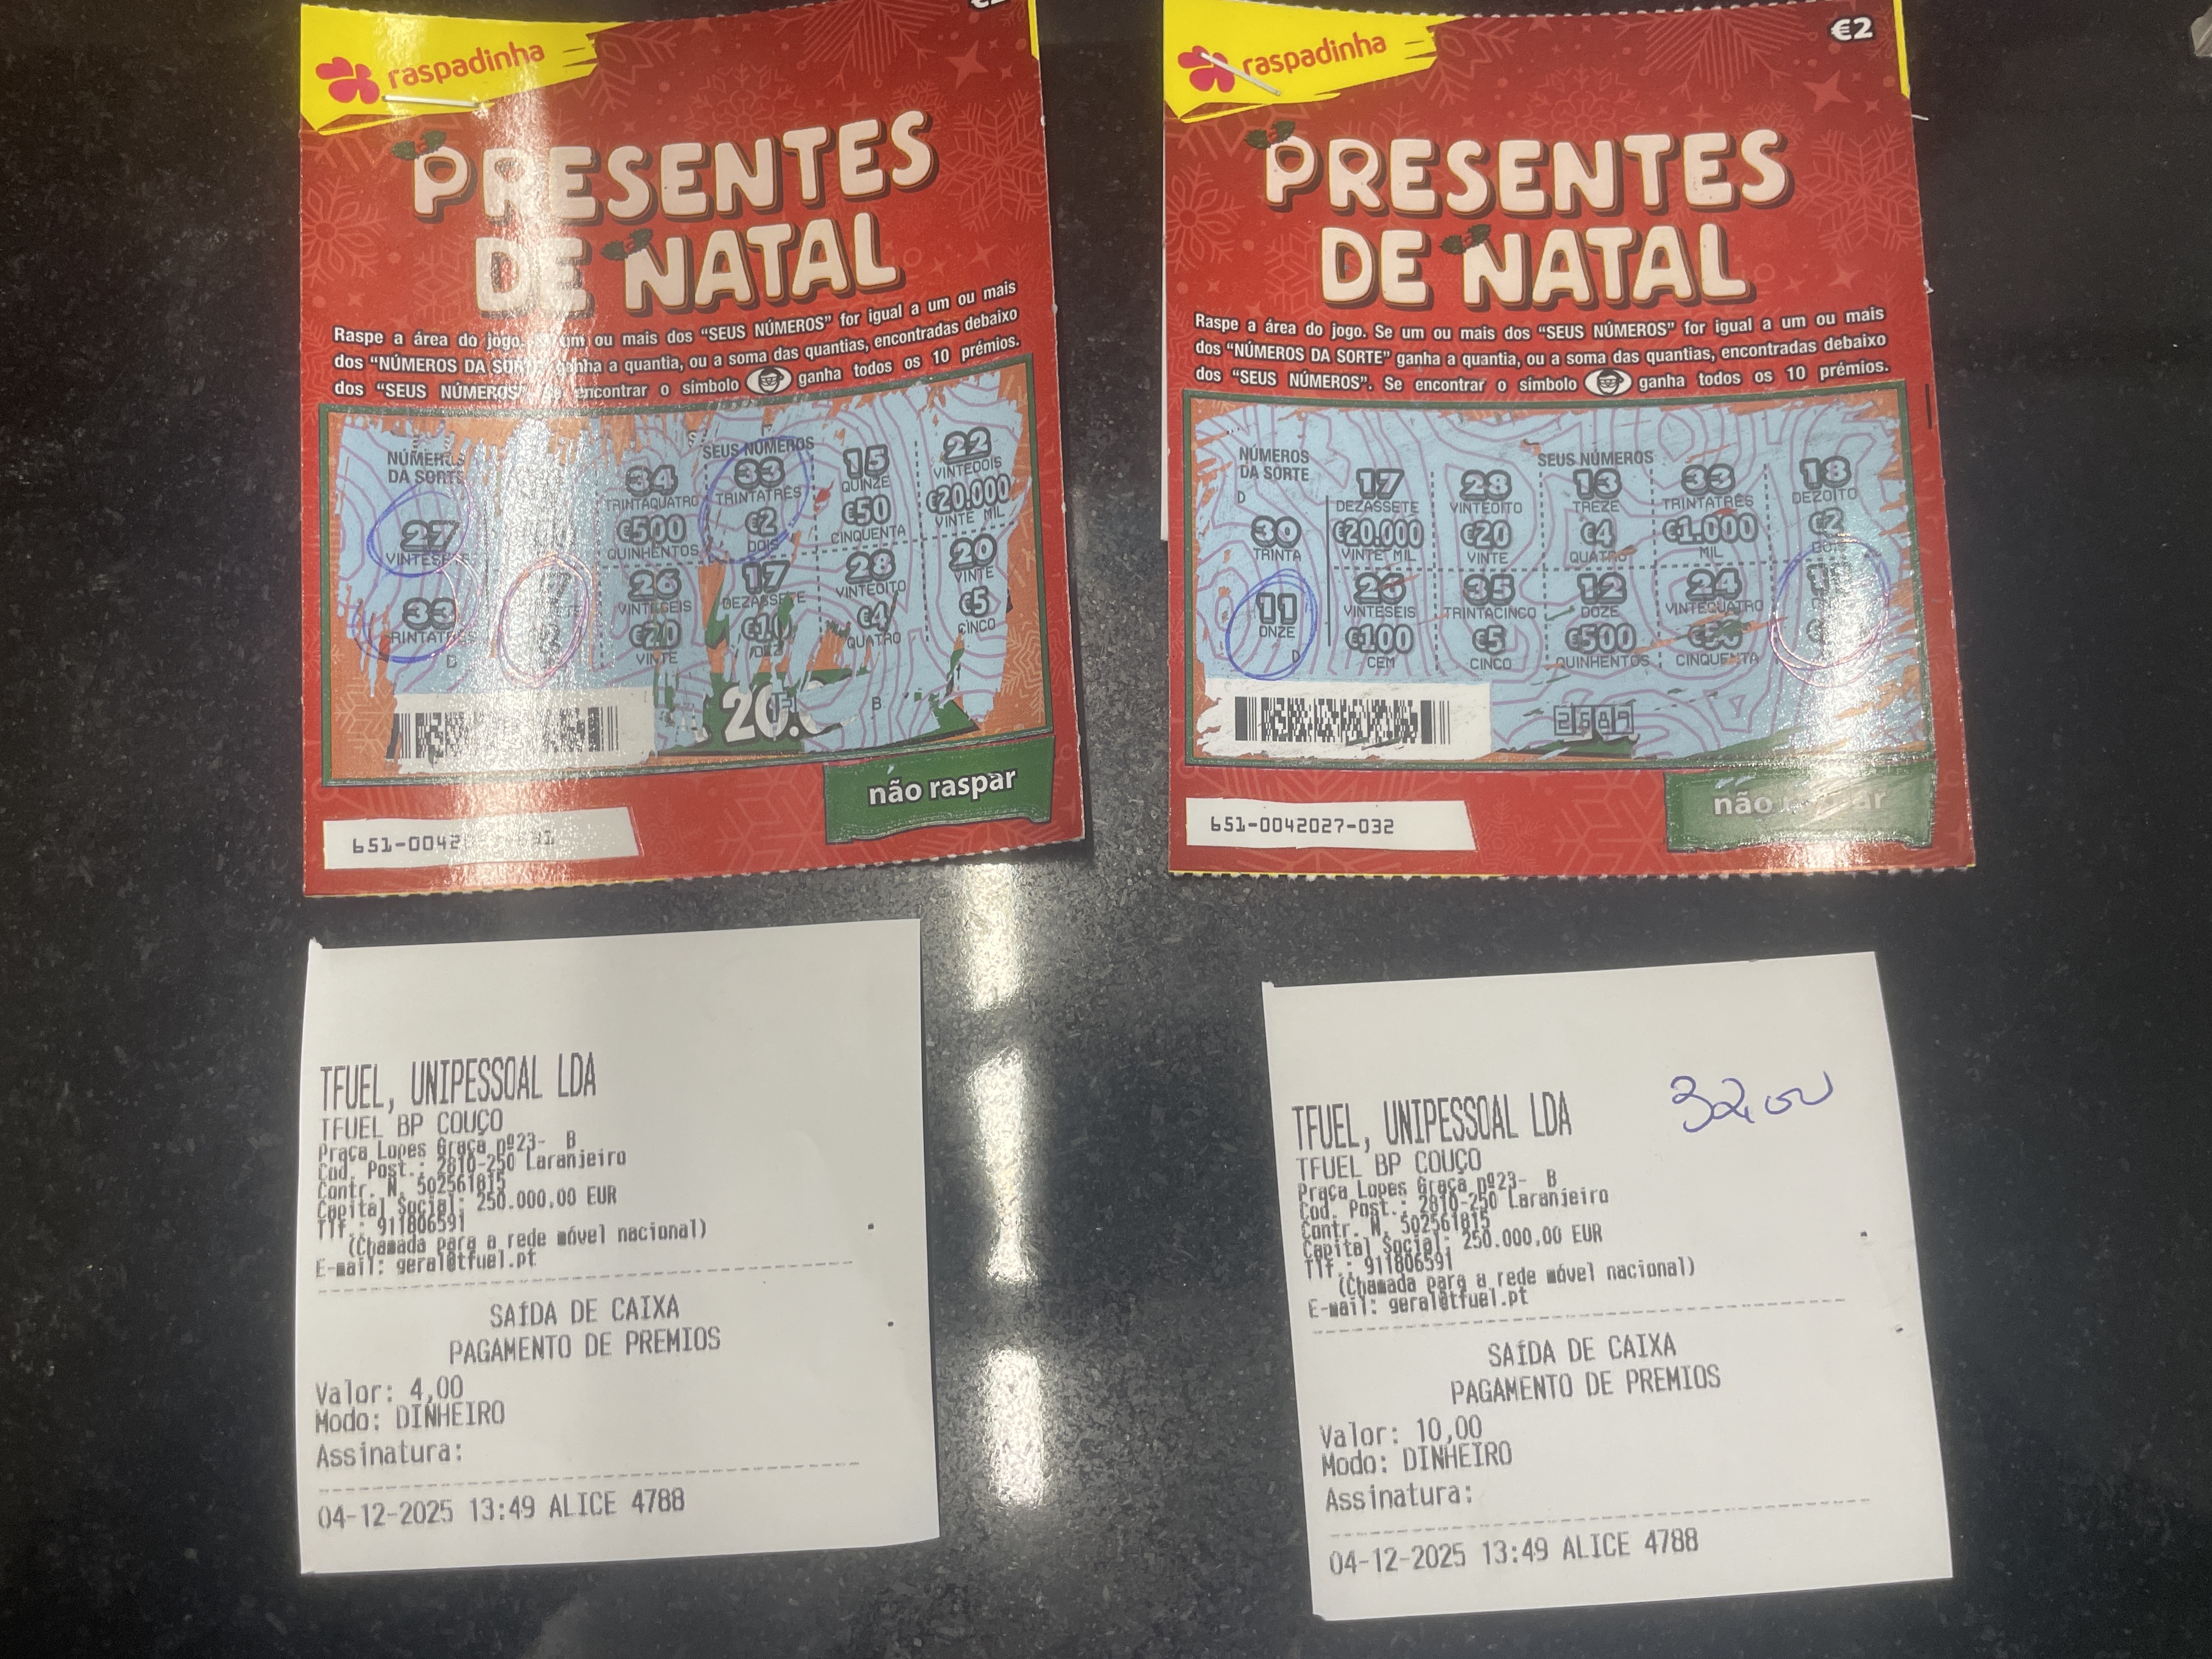 raspadinha
PRESENTES
DE NATAL
Raspe a área do jogo. um ou mais dos “SEUS NÚMEROS” for igual a um ou mais
dos “NÚMEROS DA ganha a quantia, ou a soma das quantias, encontradas debaixo
dos “SEUS NÚMEROS”. encontrar o símbolo ganha todos os 10 prémios.
NÚMEROS
DA SORTE
27
VINTESETE
33
TRINTATRÊS
D
SEUS NÚMEROS
34 33 15 22
TRINTAQUATRO TRINTATRÊS QUINZE VINTEDOIS
€500 €2 €50 €20.000
QUINHENTOS DOIS CINQUENTA VINTE MIL
26 17 28 20
VINTESEIS DEZASSETE VINTEOITO VINTE
€20 €10 €4 €5
VINTE DEZ QUATRO CINCO
B
não raspar
raspadinha
€2
PRESENTES
DE NATAL
Raspe a área do jogo. Se um ou mais dos “SEUS NÚMEROS” for igual a um ou mais
dos “NÚMEROS DA SORTE” ganha a quantia, ou a soma das quantias, encontradas debaixo
dos “SEUS NÚMEROS”. Se encontrar o símbolo ganha todos os 10 prémios.
NÚMEROS
DA SORTE
D
30
TRINTA
11
ONZE
D
SEUS NÚMEROS
17 28 13 33 18
DEZASSETE VINTEOITO TREZE TRINTATRÊS DEZOITO
€20.000 €20 €4 €1.000 €2
VINTE MIL VINTE QUATRO MIL DOIS
26 35 12 24
VINTESEIS TRINTACINCO DOZE VINTEQUATRO
€100 €5 €500 €50
CEM CINCO QUINHENTOS CINQUENTA
não
651-0042027-032
TFUEL, UNIPESSOAL LDA
TFUEL BP COUÇO
Praça Lopes Graça nº23- B
Cod. Post.: 2810-250 Laranjeiro
Contr. N. 502561815
Capital Social: 250.000,00 EUR
Tlf.: 911806591
(Chamada para a rede móvel nacional)
E-mail: geral@tfuel.pt
SAÍDA DE CAIXA
PAGAMENTO DE PREMIOS
Valor: 4,00
Modo: DINHEIRO
Assinatura:
04-12-2025 13:49 ALICE 4788
32,00
TFUEL, UNIPESSOAL LDA
TFUEL BP COUÇO
Praça Lopes Graça nº23- B
Cod. Post.: 2810-250 Laranjeiro
Contr. N. 502561815
Capital Social: 250.000,00 EUR
Tlf.: 911806591
(Chamada para a rede móvel nacional)
E-mail: geral@tfuel.pt
SAÍDA DE CAIXA
PAGAMENTO DE PREMIOS
Valor: 10,00
Modo: DINHEIRO
Assinatura:
04-12-2025 13:49 ALICE 4788